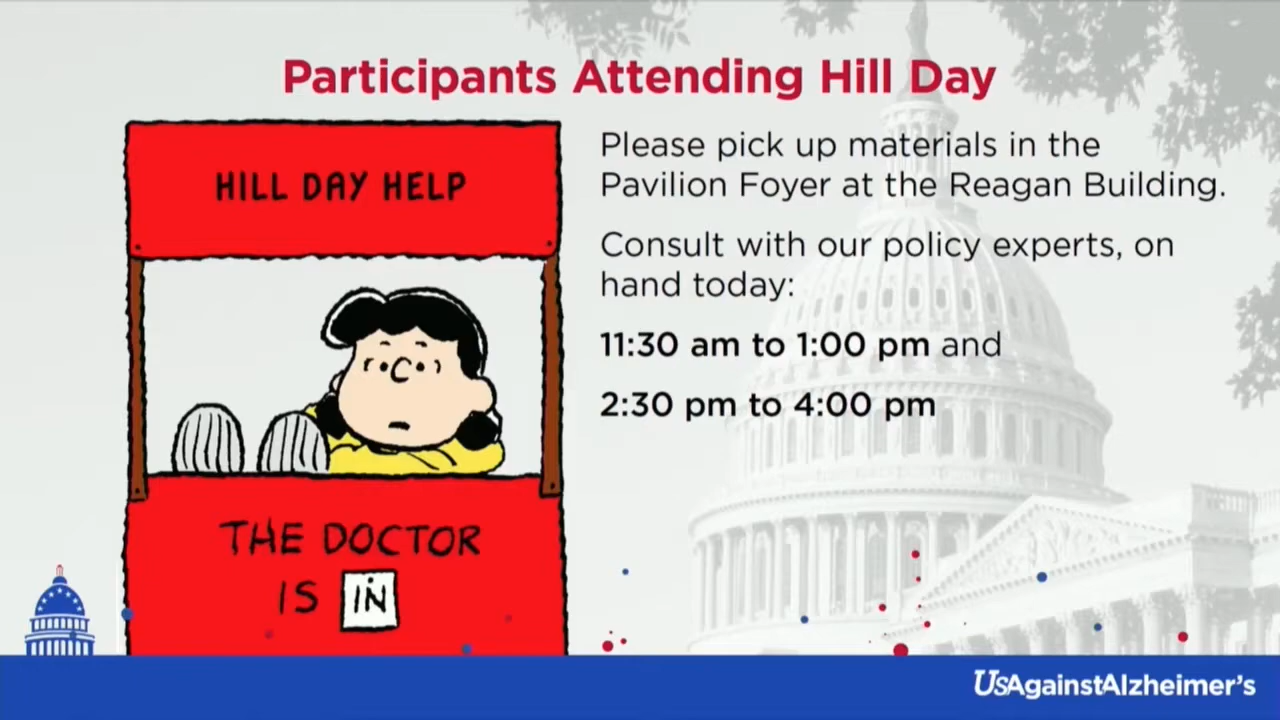 Participants Attending Hill Day
HILL DAY HELP
THE DOCTOR
IS IN
Please pick up materials in the
Pavilion Foyer at the Reagan Building.
Consult with our policy experts, on
hand today:
11:30 am to 1:00 pm and
2:30 pm to 4:00 pm
UsAgainstAlzheimer's